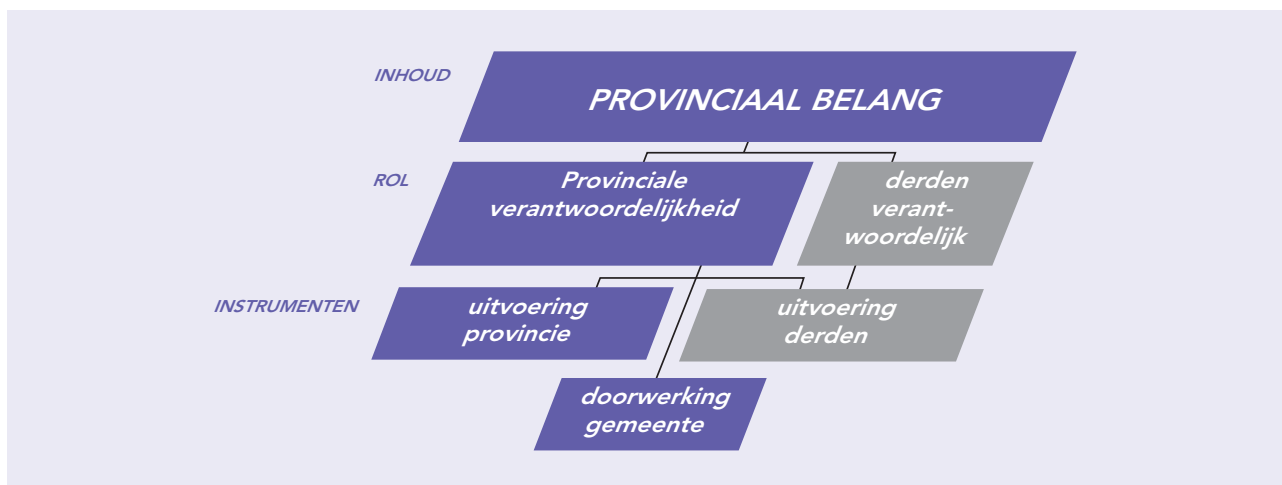 INHOUD
PROVINCIAAL BELANG
ROL
Provinciale
verantwoordelijkheid
derden
verant-
woordelijk
INSTRUMENTEN
uitvoering
provincie
uitvoering
derden
doorwerking
gemeente